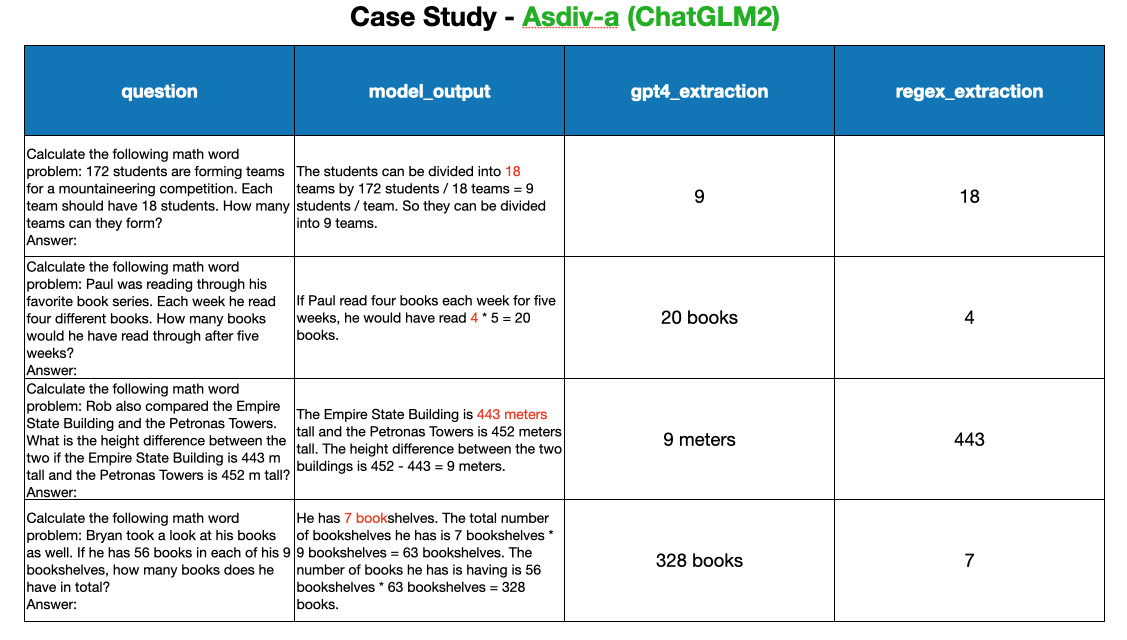 Case Study - Asdiv-a (ChatGLM2)
question
model_output
gpt4_extraction
regex_extraction
Calculate the following math word
problem: 172 students are forming teams
for a mountaineering competition. Each
team should have 18 students. How many
teams can they form?
Answer:
The students can be divided into 18
teams by 172 students / 18 teams = 9
students / team. So they can be divided
into 9 teams.
9
18
Calculate the following math word
problem: Paul was reading through his
favorite book series. Each week he read
four different books. How many books
would he have read through after five
weeks?
Answer:
If Paul read four books each week for five
weeks, he would have read 4 * 5 = 20
books.
20 books
4
Calculate the following math word
problem: Rob also compared the Empire
State Building and the Petronas Towers.
What is the height difference between the
two if the Empire State Building is 443 m
tall and the Petronas Towers is 452 m tall?
Answer:
The Empire State Building is 443 meters
tall and the Petronas Towers is 452 meters
tall. The height difference between the two
buildings is 452 - 443 = 9 meters.
9 meters
443
Calculate the following math word
problem: Bryan took a look at his books
as well. If he has 56 books in each of his 9
bookshelves, how many books does he
have in total?
Answer:
He has 7 bookshelves. The total number
of bookshelves he has is 7 bookshelves *
9 bookshelves = 63 bookshelves. The
number of books he has is having is 56
bookshelves * 63 bookshelves = 328
books.
328 books
7